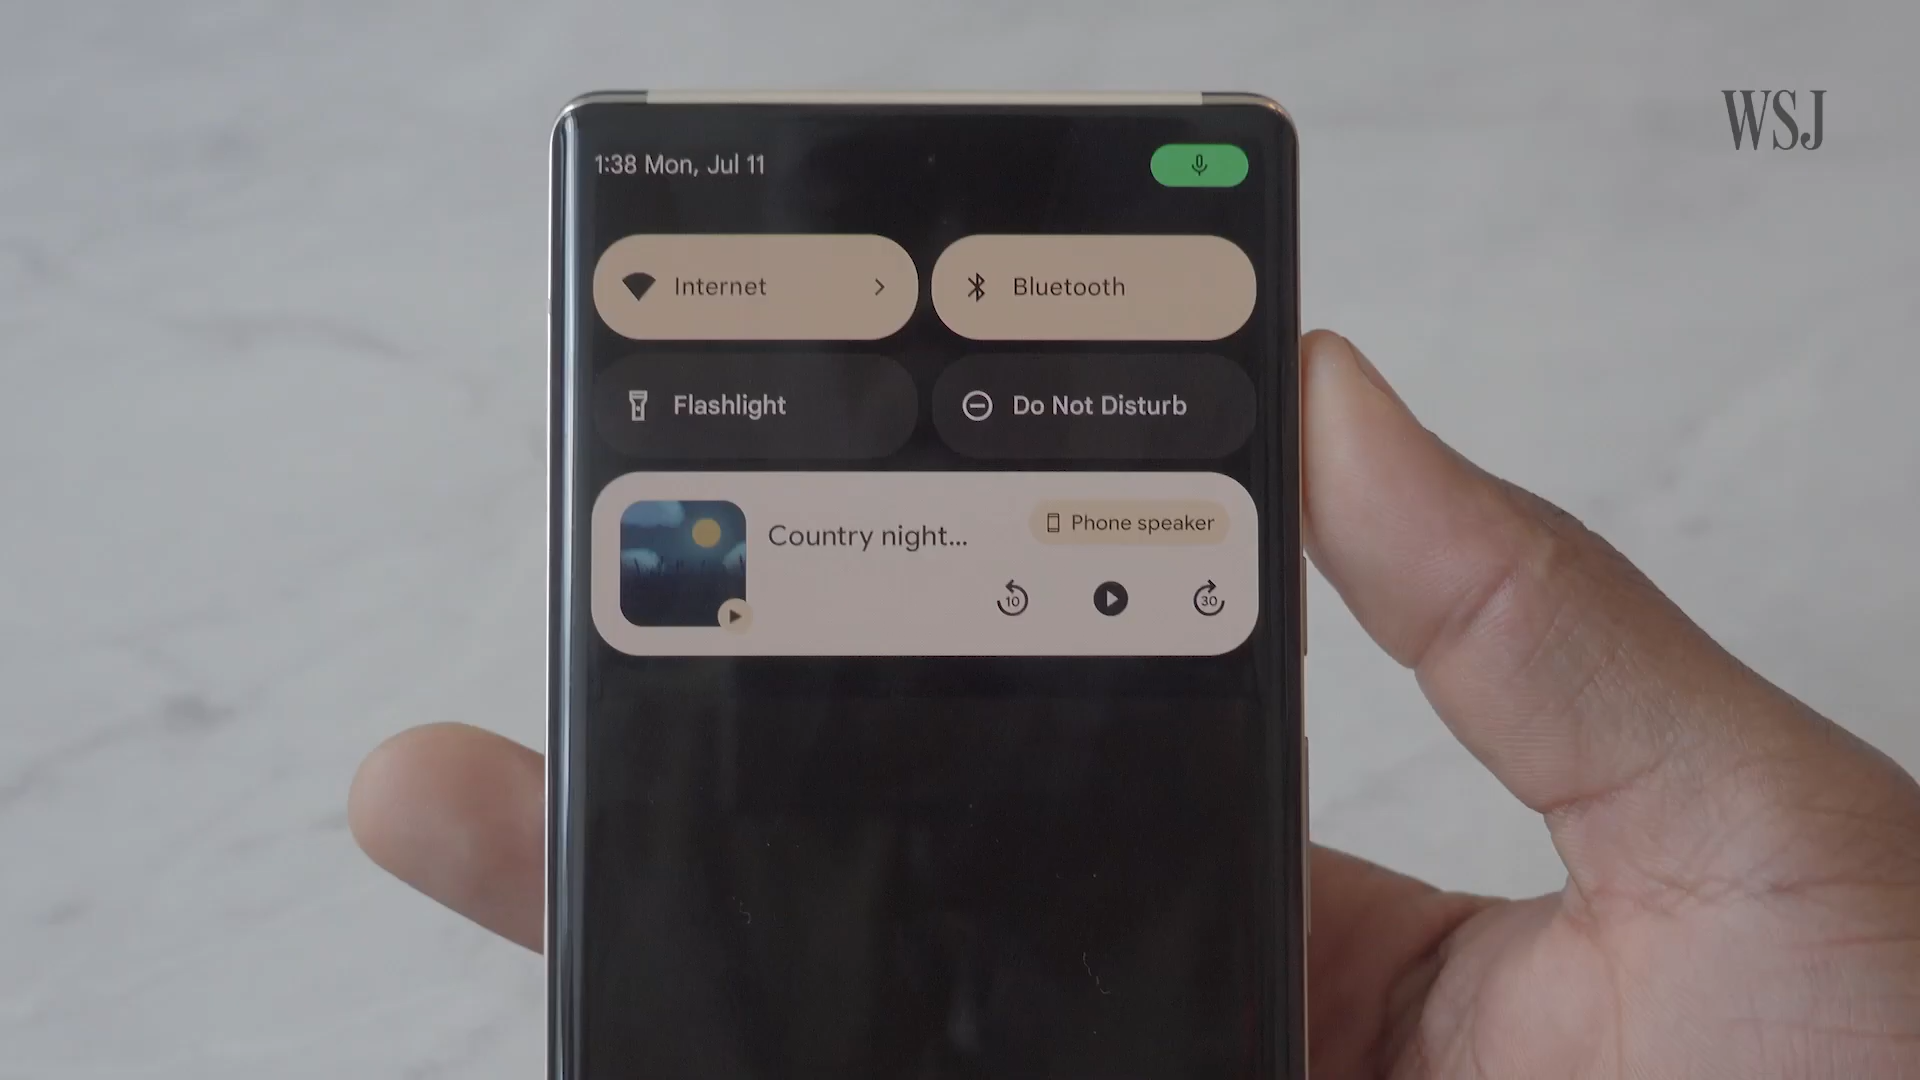 WSJ
1:38 Mon, Jul 11
Internet
Bluetooth
Flashlight
Do Not Disturb
Country night...
Phone speaker
10
30